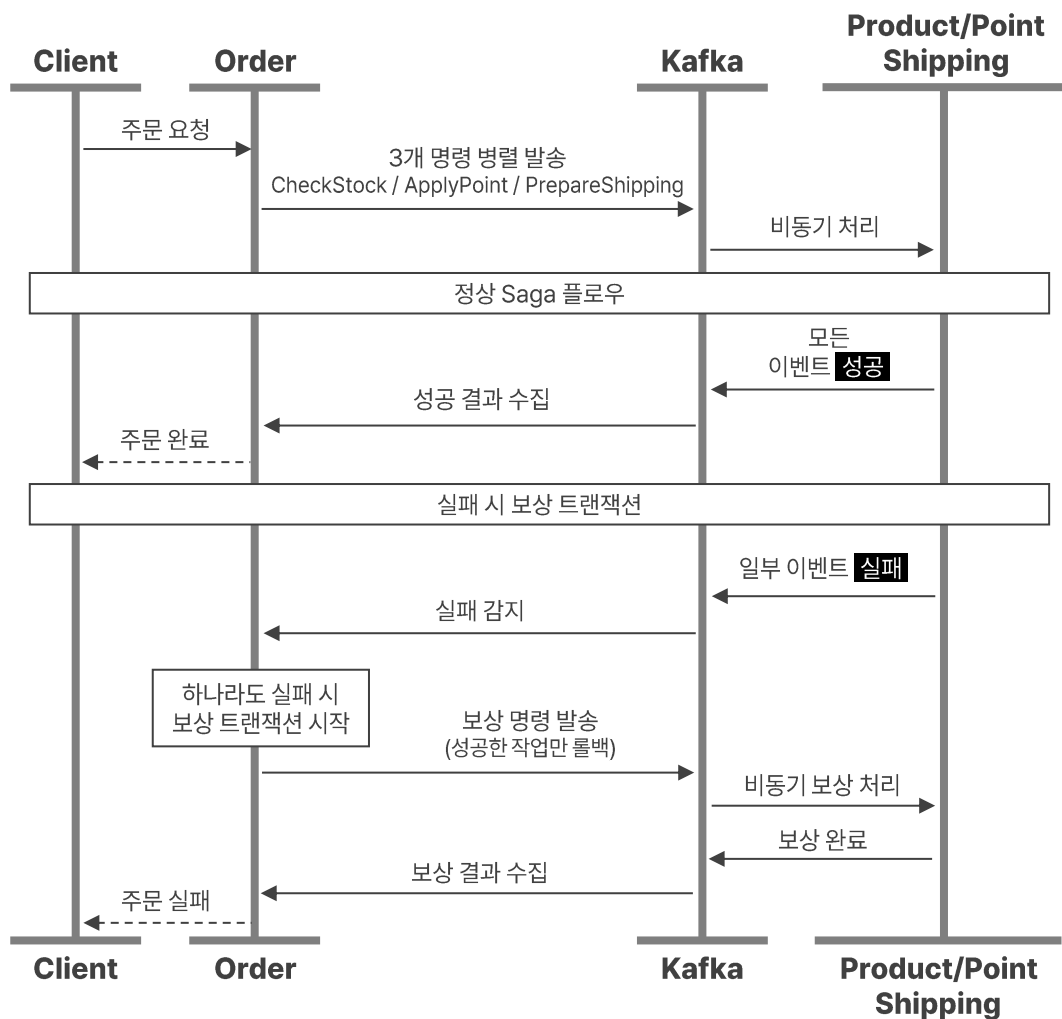 Client
Order
Kafka
Product/Point
Shipping
주문 요청
3개 명령 병렬 발송
CheckStock / ApplyPoint / PrepareShipping
비동기 처리
정상 Saga 플로우
모든
이벤트 성공
성공 결과 수집
주문 완료
실패 시 보상 트랜잭션
일부 이벤트 실패
실패 감지
하나라도 실패 시
보상 트랜잭션 시작
보상 명령 발송
(성공한 작업만 롤백)
비동기 보상 처리
보상 완료
보상 결과 수집
주문 실패
Client
Order
Kafka
Product/Point
Shipping